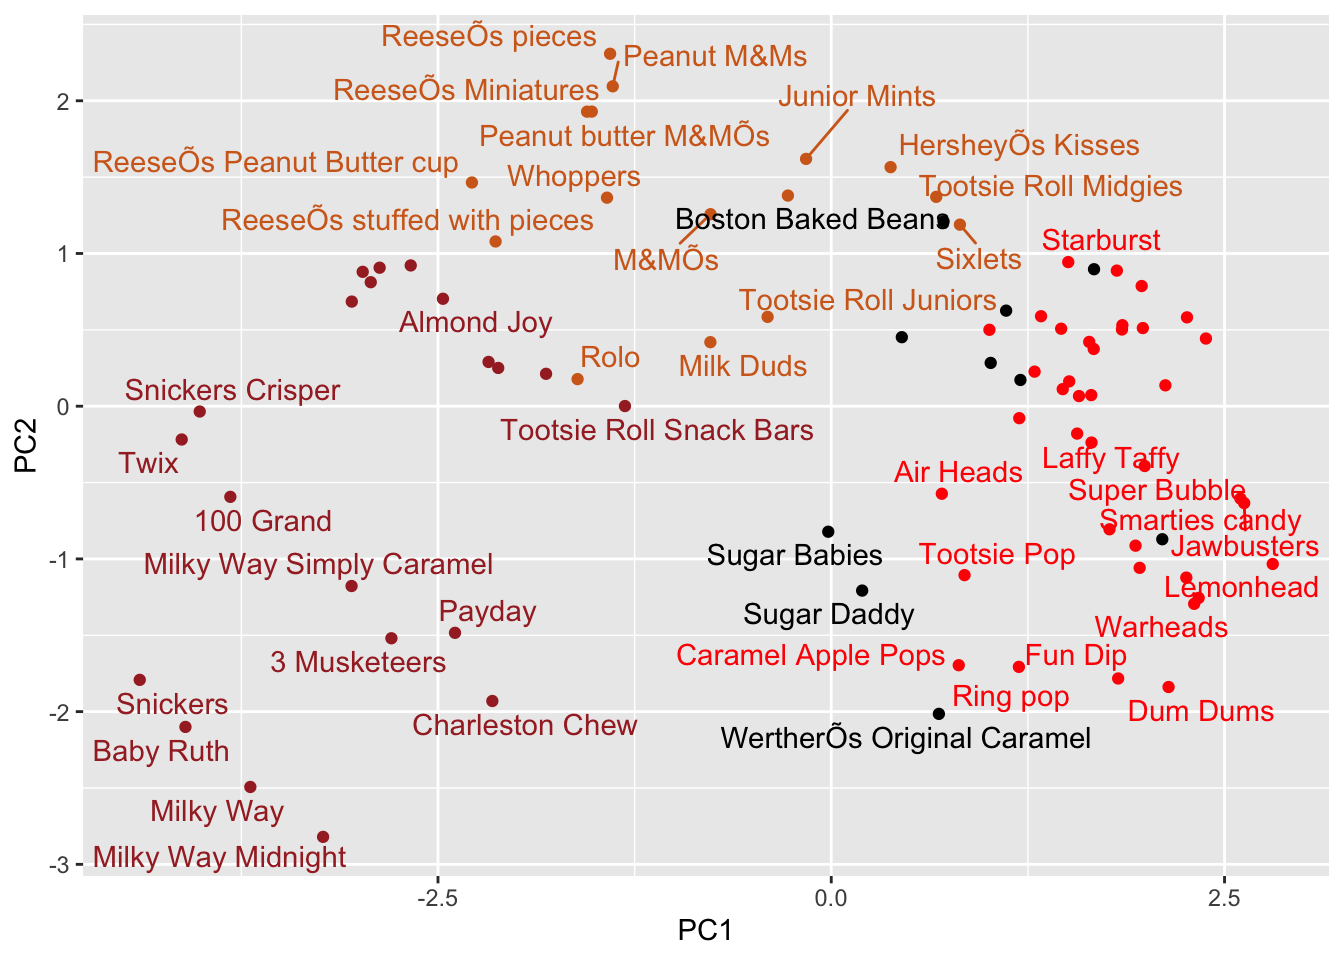 ReeseÕs pieces
Peanut M&Ms
ReeseÕs Miniatures
Junior Mints
Peanut butter M&MÕs
HersheyÕs Kisses
ReeseÕs Peanut Butter cup
Whoppers
Tootsie Roll Midgies
ReeseÕs stuffed with pieces
Boston Baked Beans
Starburst
M&MÕs
Sixlets
Tootsie Roll Juniors
Almond Joy
Rolo
Milk Duds
Snickers Crisper
Tootsie Roll Snack Bars
Twix
Laffy Taffy
Air Heads
Super Bubble
100 Grand
Smarties candy
Jawbusters
Milky Way Simply Caramel
Sugar Babies
Tootsie Pop
Lemonhead
Payday
Sugar Daddy
Warheads
3 Musketeers
Caramel Apple Pops
Fun Dip
Ring pop
Snickers
Dum Dums
Charleston Chew
WertherÕs Original Caramel
Baby Ruth
Milky Way
Milky Way Midnight
2
1
0
-1
-2
-3
PC2
-2.5
0.0
2.5
PC1